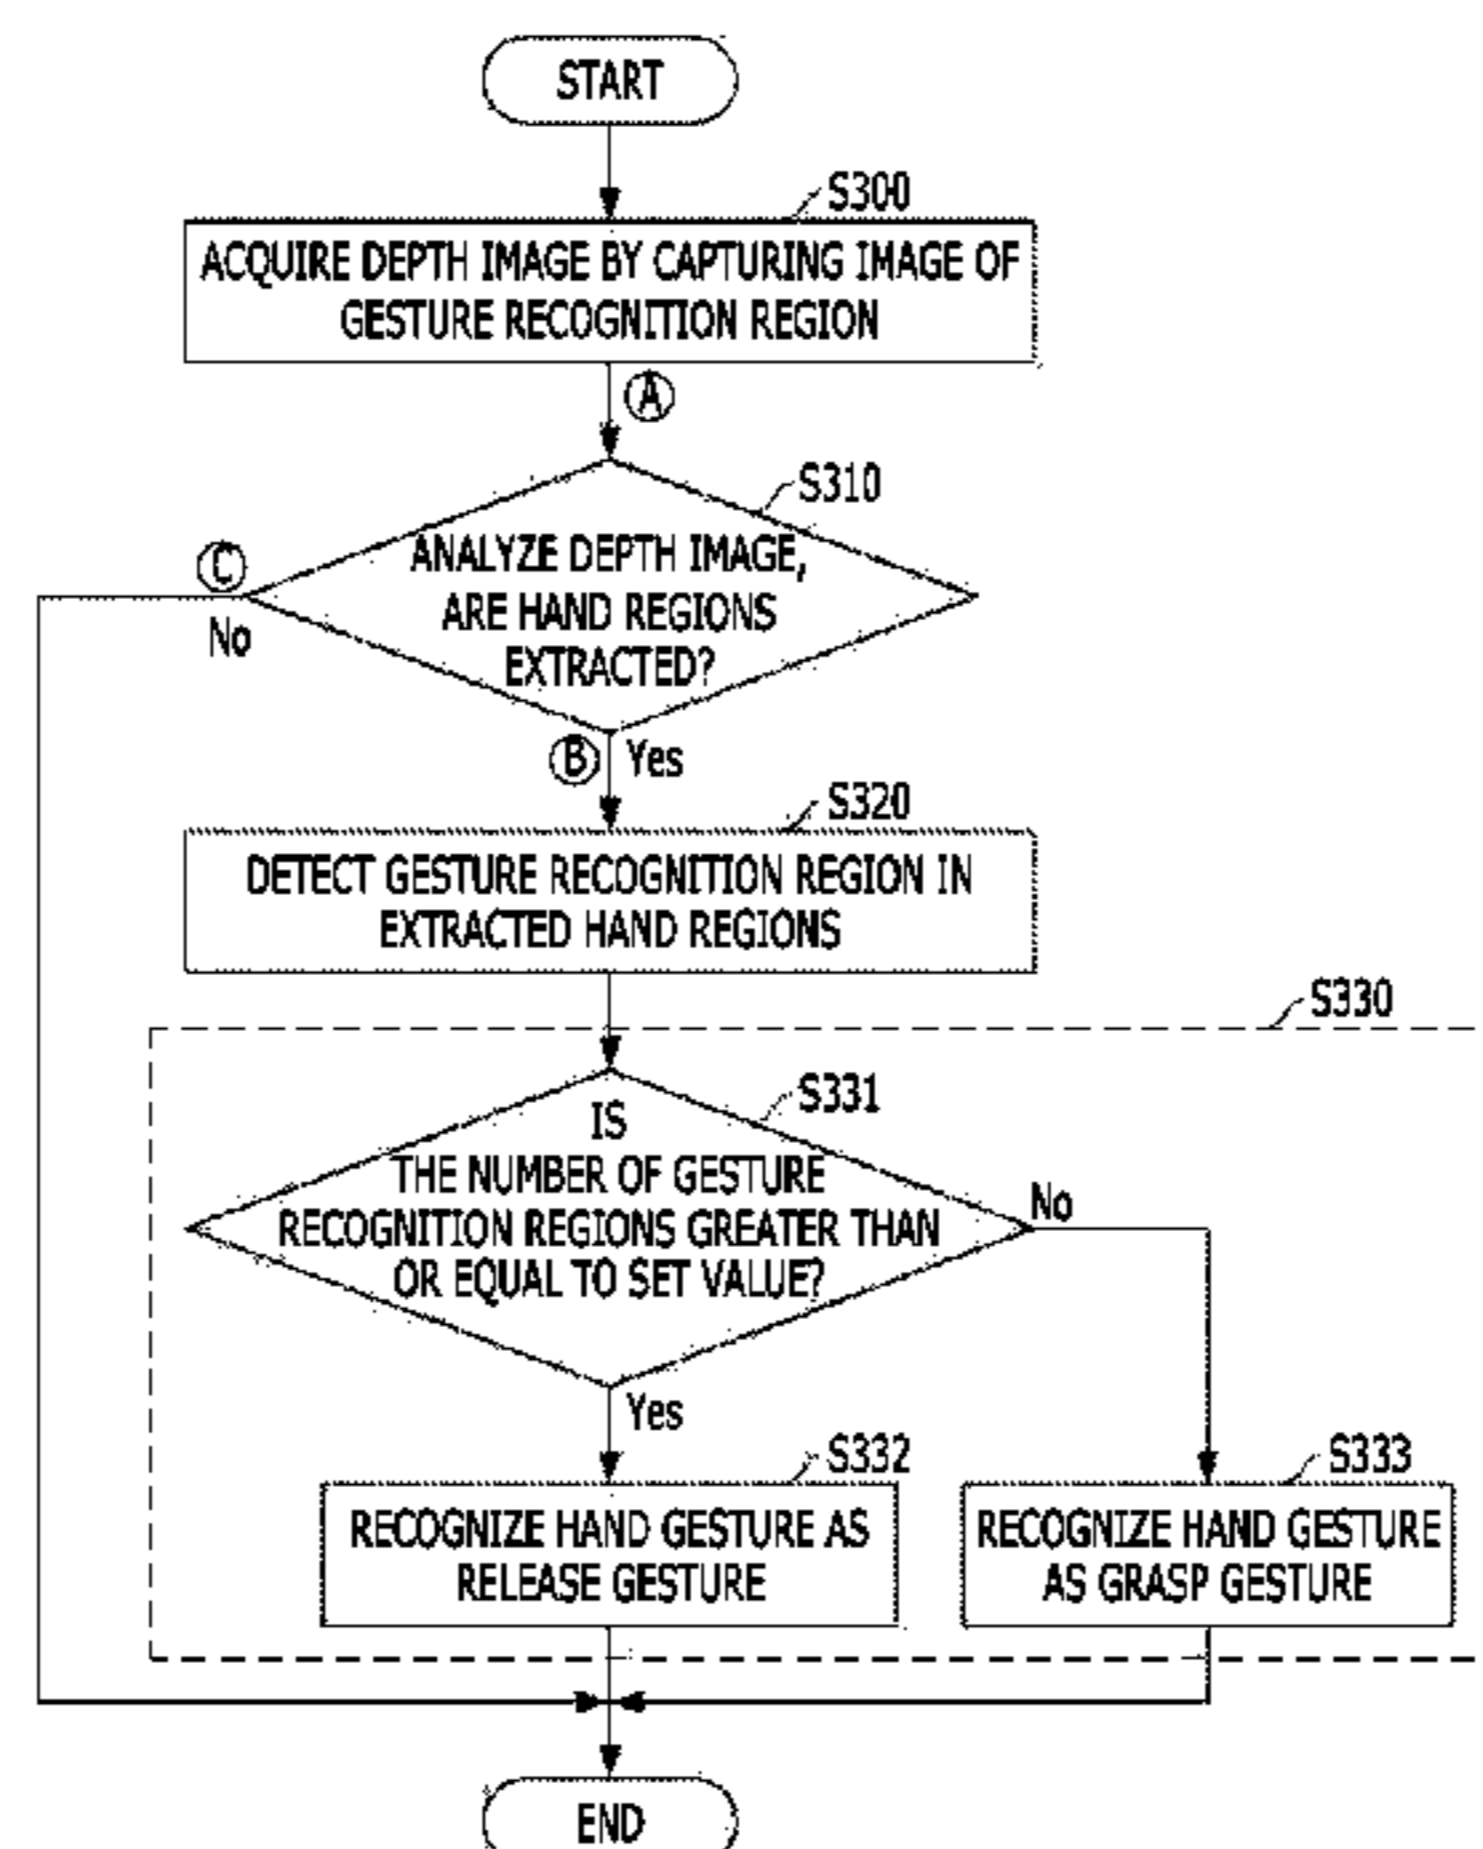 START
S300
ACQUIRE DEPTH IMAGE BY CAPTURING IMAGE OF
GESTURE RECOGNITION REGION
A
S310
ANALYZE DEPTH IMAGE,
ARE HAND REGIONS
EXTRACTED?
C
No
B
Yes
S320
DETECT GESTURE RECOGNITION REGION IN
EXTRACTED HAND REGIONS
S330
S331
IS
THE NUMBER OF GESTURE
RECOGNITION REGIONS GREATER THAN
OR EQUAL TO SET VALUE?
No
Yes
S332
RECOGNIZE HAND GESTURE AS
RELEASE GESTURE
S333
RECOGNIZE HAND GESTURE
AS GRASP GESTURE
END